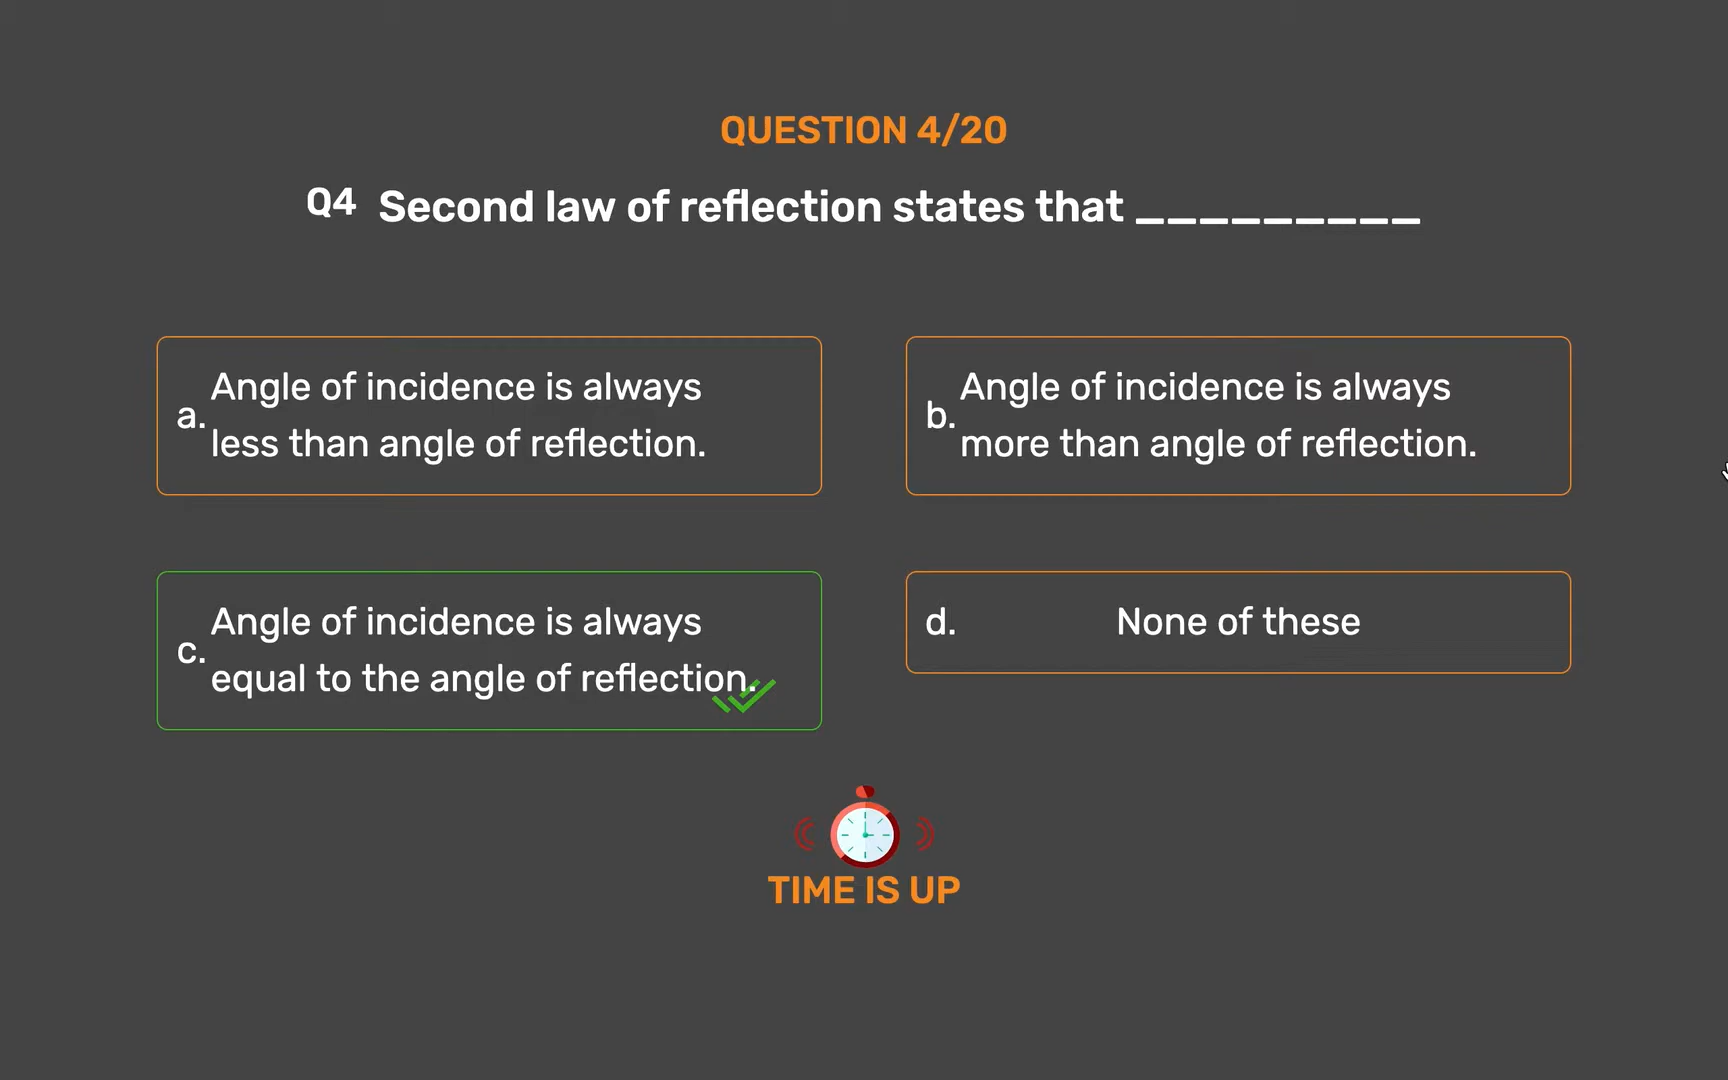 QUESTION 4/20
Q4 Second law of reflection states that _________
a. Angle of incidence is always
less than angle of reflection.
b. Angle of incidence is always
more than angle of reflection.
c. Angle of incidence is always
equal to the angle of reflection.
d. None of these
TIME IS UP